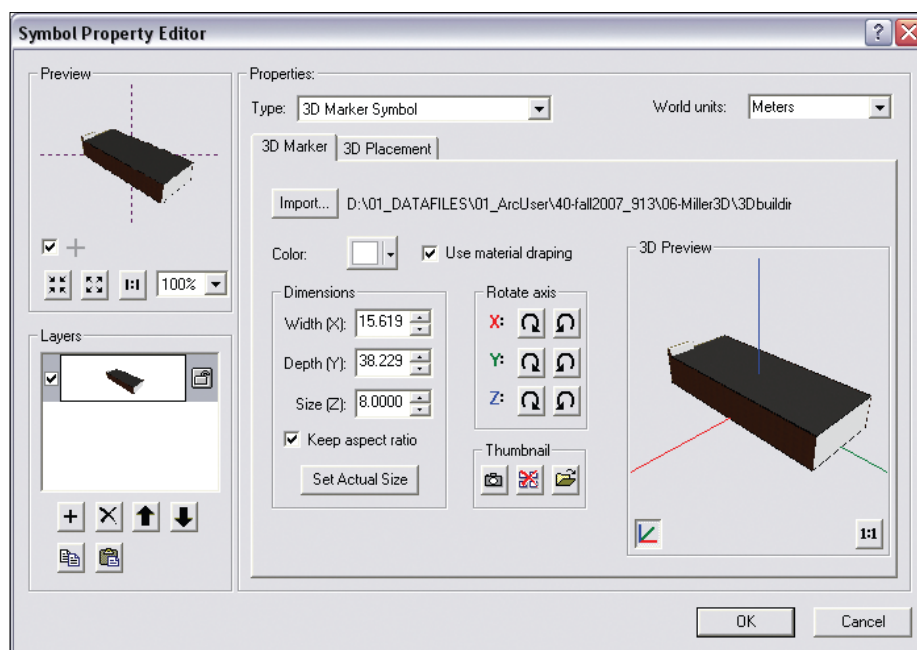 Symbol Property Editor
Preview
100%
1:1
Layers
Properties:
Type: 3D Marker Symbol
World units: Meters
3D Marker
3D Placement
Import... D:\01_DATAFILES\01_ArcUser\40-fall2007_913\06-Miller3D\3Dbuildir
Color:
Use material draping
Dimensions
Width (X): 15.619
Depth (Y): 38.229
Size (Z): 8.0000
Keep aspect ratio
Set Actual Size
Rotate axis
X:
Y:
Z:
Thumbnail
3D Preview
1:1
OK
Cancel